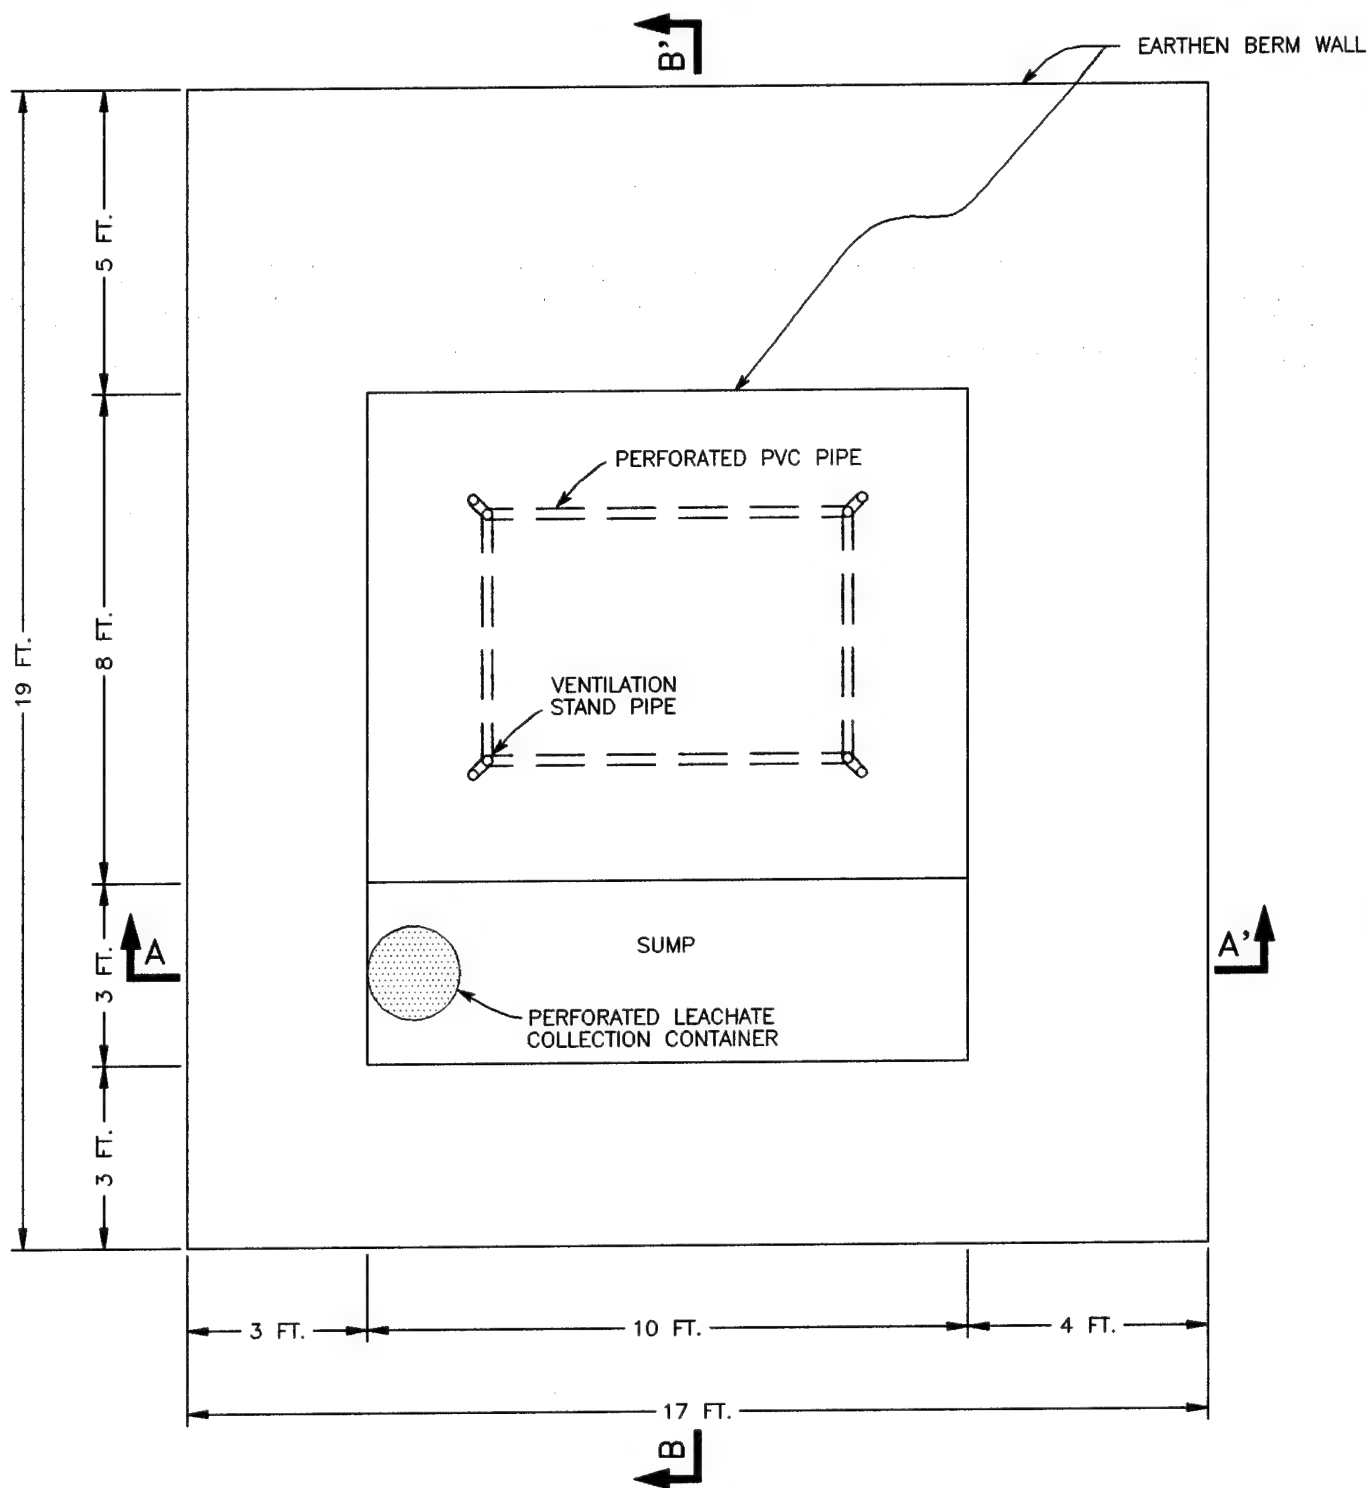 B'
EARTHEN BERM WALL
5 FT.
PERFORATED PVC PIPE
8 FT.
19 FT.
VENTILATION
STAND PIPE
A
3 FT.
SUMP
A'
PERFORATED LEACHATE
COLLECTION CONTAINER
3 FT.
3 FT.
10 FT.
4 FT.
17 FT.
B